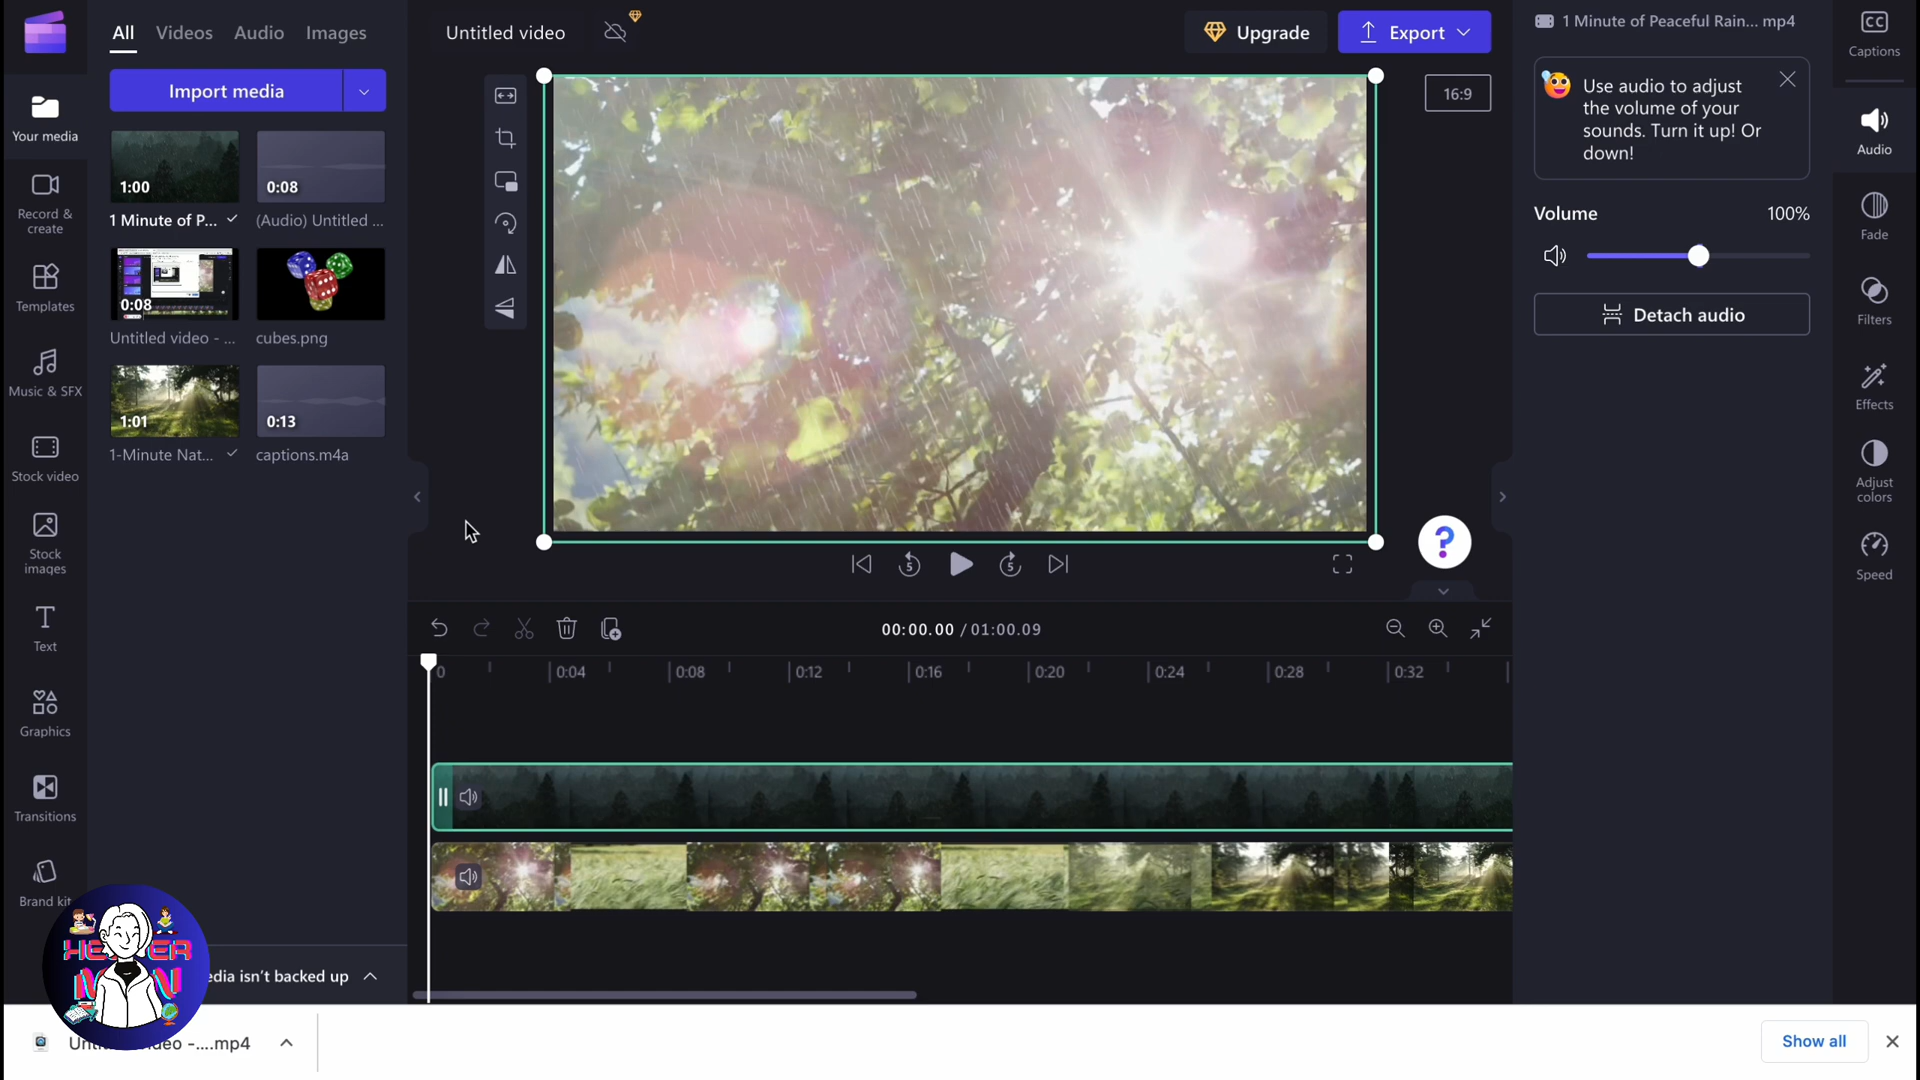 All Videos Audio Images
Import media
Your media
Record &
create
Templates
Music & SFX
Stock video
Stock
images
Text
Graphics
Transitions
Brand kit
1:00
1 Minute of P...
0:08
(Audio) Untitled ...
0:08
Untitled video - ...
cubes.png
1:01
1-Minute Nat...
0:13
captions.m4a
edia isn't backed up
Untitled video
Upgrade
Export
16:9
5
5
?
00:00.00 / 01:00.09
0 0:04 0:08 0:12 0:16 0:20 0:24 0:28 0:32
1 Minute of Peaceful Rain... mp4
Use audio to adjust
the volume of your
sounds. Turn it up! Or
down!
Volume 100%
Detach audio
CC
Captions
Audio
Fade
Filters
Effects
Adjust
colors
Speed
Show all